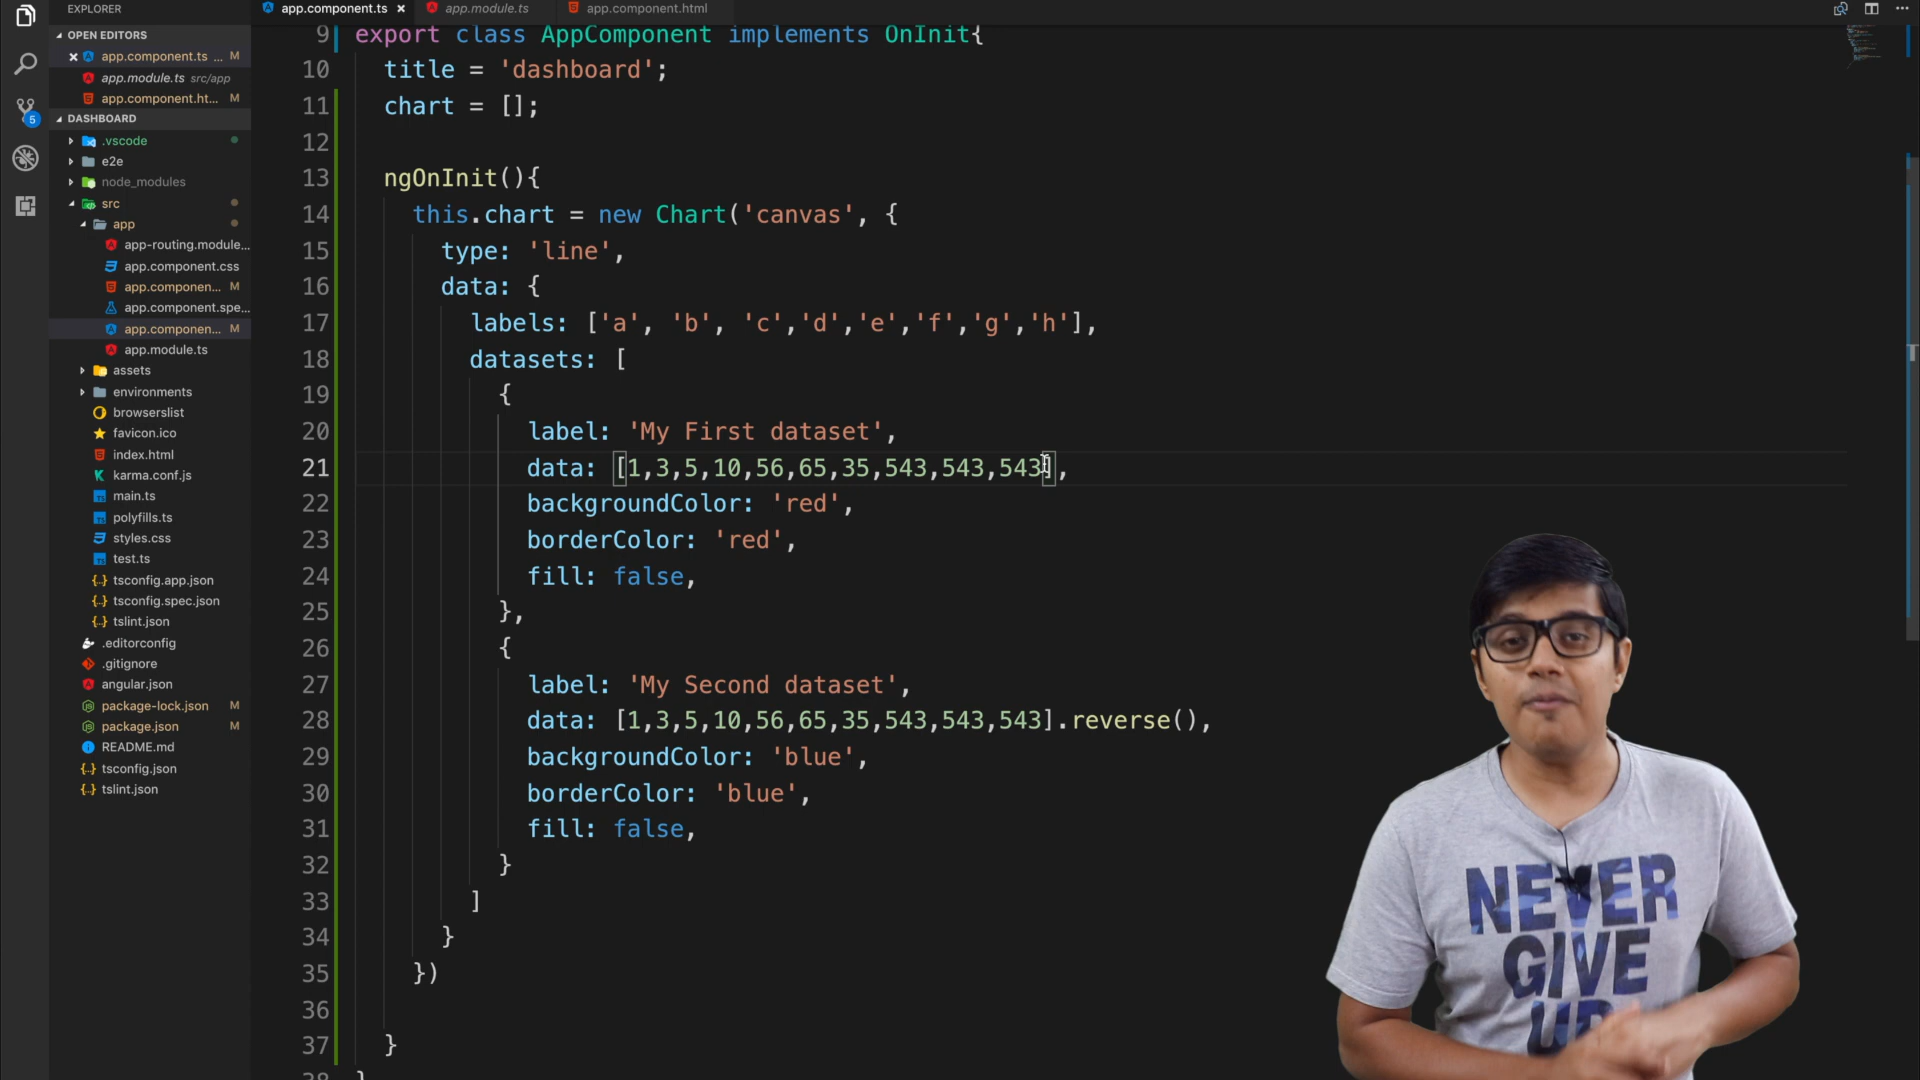 EXPLORER
OPEN EDITORS
app.component.ts ... M
app.module.ts src/app
app.component.ht... M
DASHBOARD
.vscode
e2e
node_modules
src
app
app-routing.module...
app.component.css
app.componen... M
app.component.spe...
app.componen... M
app.module.ts
assets
environments
browserslist
favicon.ico
index.html
karma.conf.js
main.ts
polyfills.ts
styles.css
test.ts
tsconfig.app.json
tsconfig.spec.json
tslint.json
.editorconfig
.gitignore
angular.json
package-lock.json M
package.json M
README.md
tsconfig.json
tslint.json
5
app.component.ts
app.module.ts
app.component.html
9 export class AppComponent implements OnInit{
10 title = 'dashboard';
11 chart = [];
12
13 ngOnInit(){
14 this.chart = new Chart('canvas', {
15 type: 'line',
16 data: {
17 labels: ['a', 'b', 'c','d','e','f','g','h'],
18 datasets: [
19 {
20 label: 'My First dataset',
21 data: [1,3,5,10,56,65,35,543,543,543],
22 backgroundColor: 'red',
23 borderColor: 'red',
24 fill: false,
25 },
26 {
27 label: 'My Second dataset',
28 data: [1,3,5,10,56,65,35,543,543,543].reverse(),
29 backgroundColor: 'blue',
30 borderColor: 'blue',
31 fill: false,
32 }
33 ]
34 }
35 })
36
37 }
38 }
NEVER
GIVE
UP